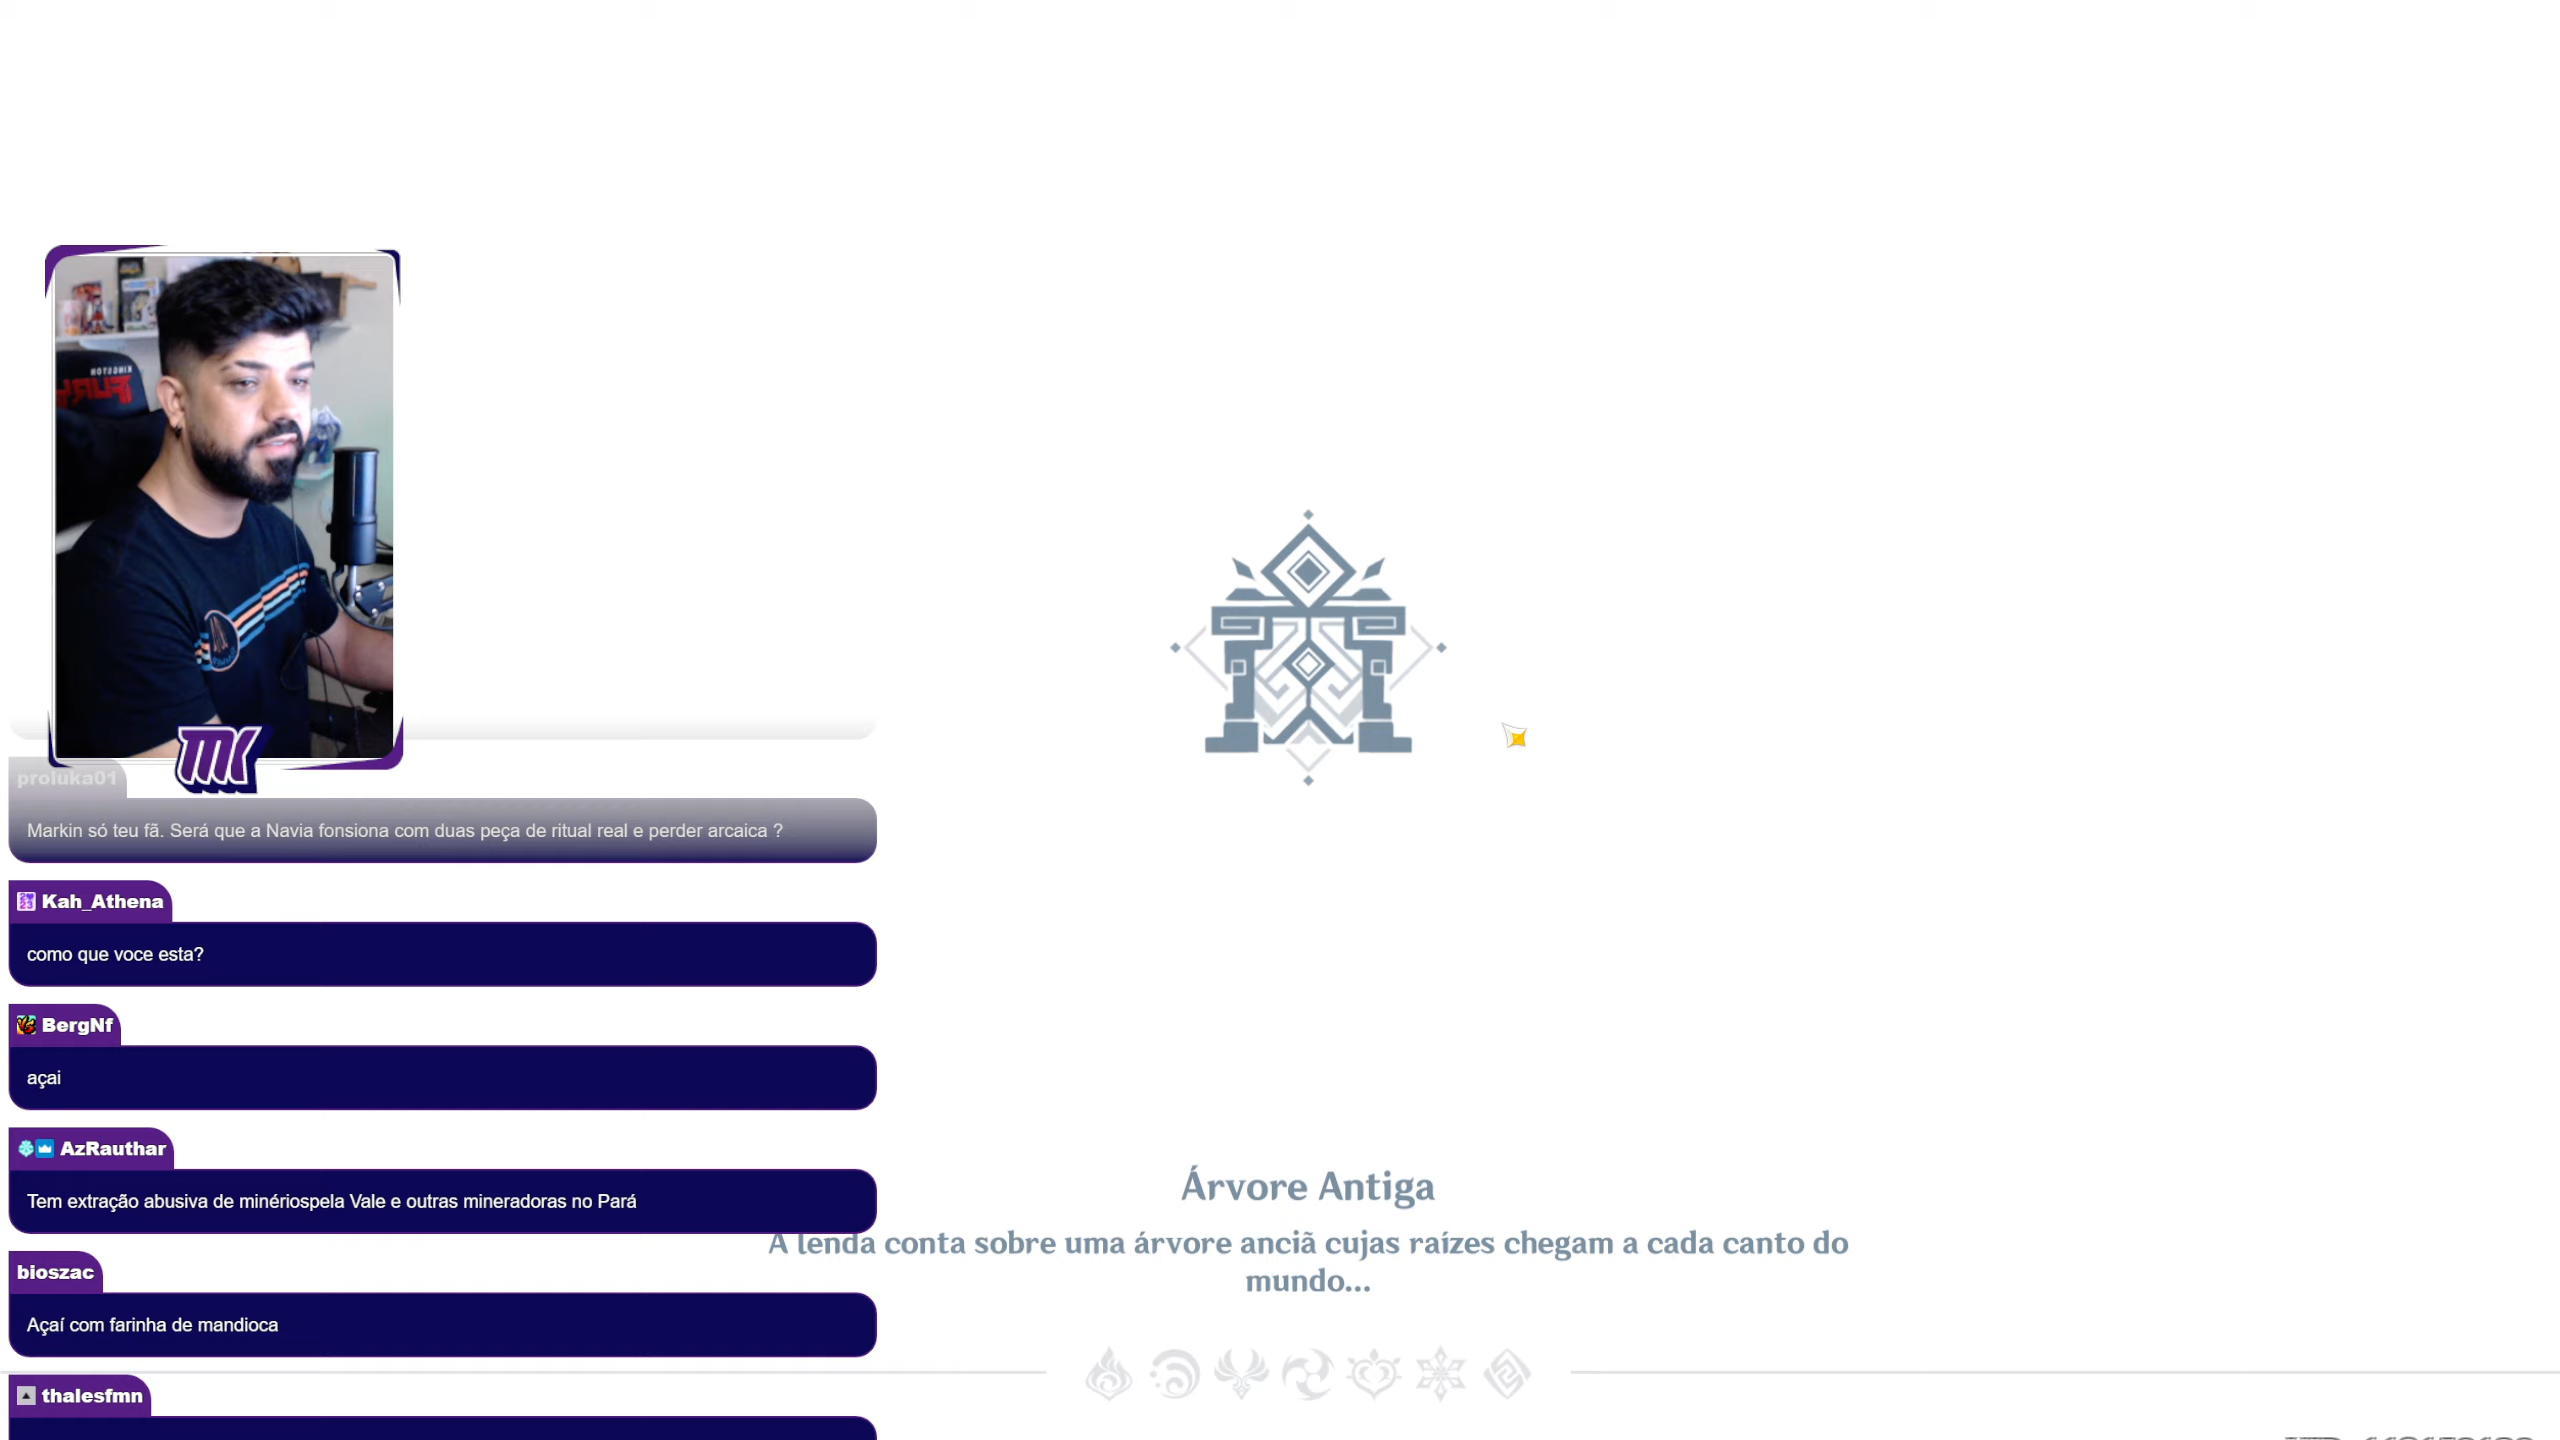 KINGSTON
FURY
MK
proluka01
Markin só teu fã. Será que a Navia fonsiona com duas peça de ritual real e perder arcaica ?
Kah_Athena
como que voce esta?
BergNf
açai
AzRauthar
Tem extração abusiva de minériospela Vale e outras mineradoras no Pará
bioszac
Açaí com farinha de mandioca
thalesfmn
Árvore Antiga
A lenda conta sobre uma árvore anciã cujas raízes chegam a cada canto do
mundo...